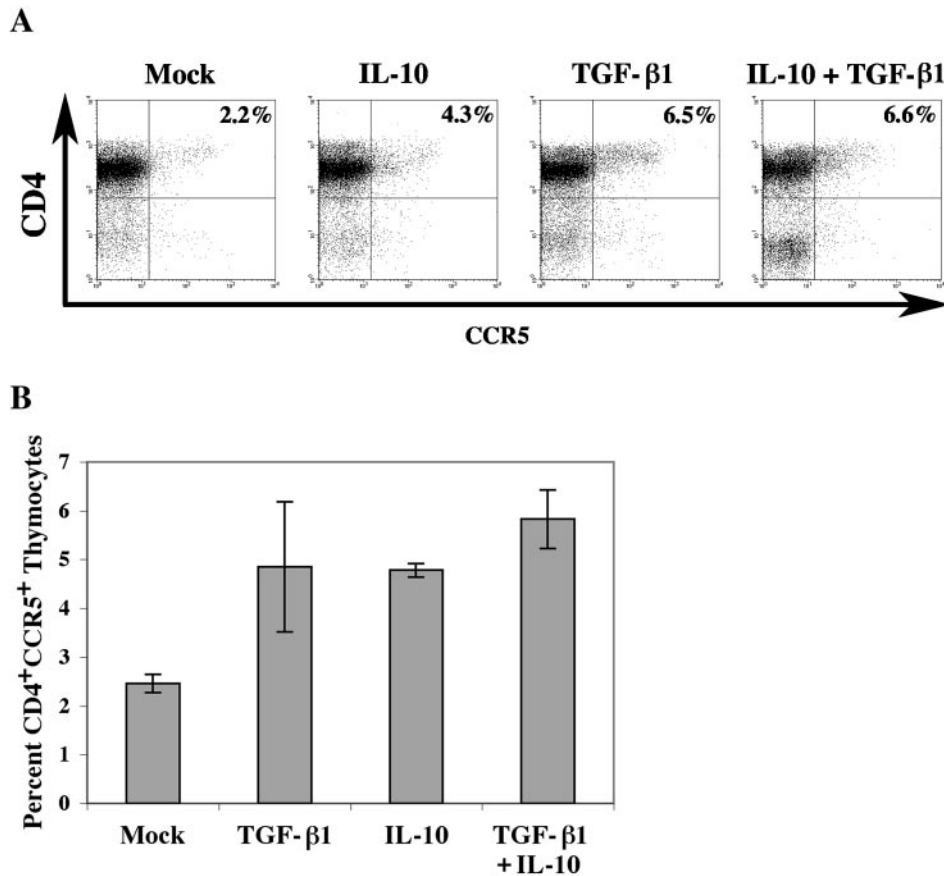 A
Mock
IL-10
TGF-β1
IL-10 + TGF-β1
2.2%
4.3%
6.5%
6.6%
CD4
CCR5
B
Percent CD4⁺CCR5⁺ Thymocytes
7
6
5
4
3
2
1
0
Mock
TGF-β1
IL-10
TGF-β1
+ IL-10